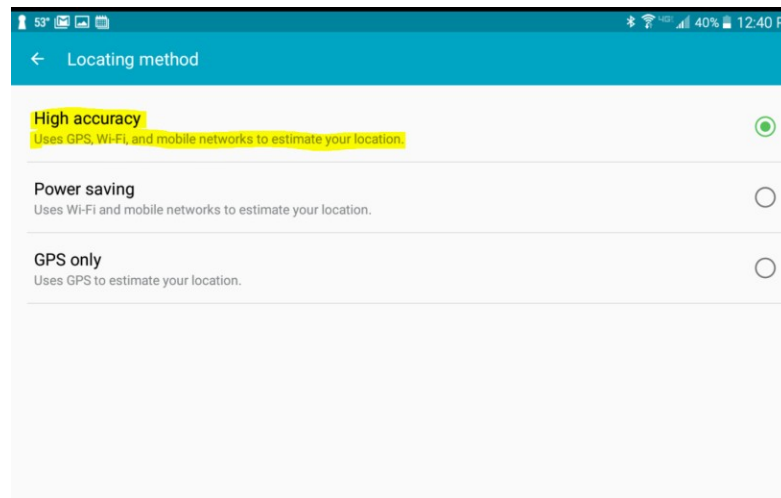 53° 40% 12:40 P
Locating method
High accuracy
Uses GPS, Wi-Fi, and mobile networks to estimate your location.
Power saving
Uses Wi-Fi and mobile networks to estimate your location.
GPS only
Uses GPS to estimate your location.